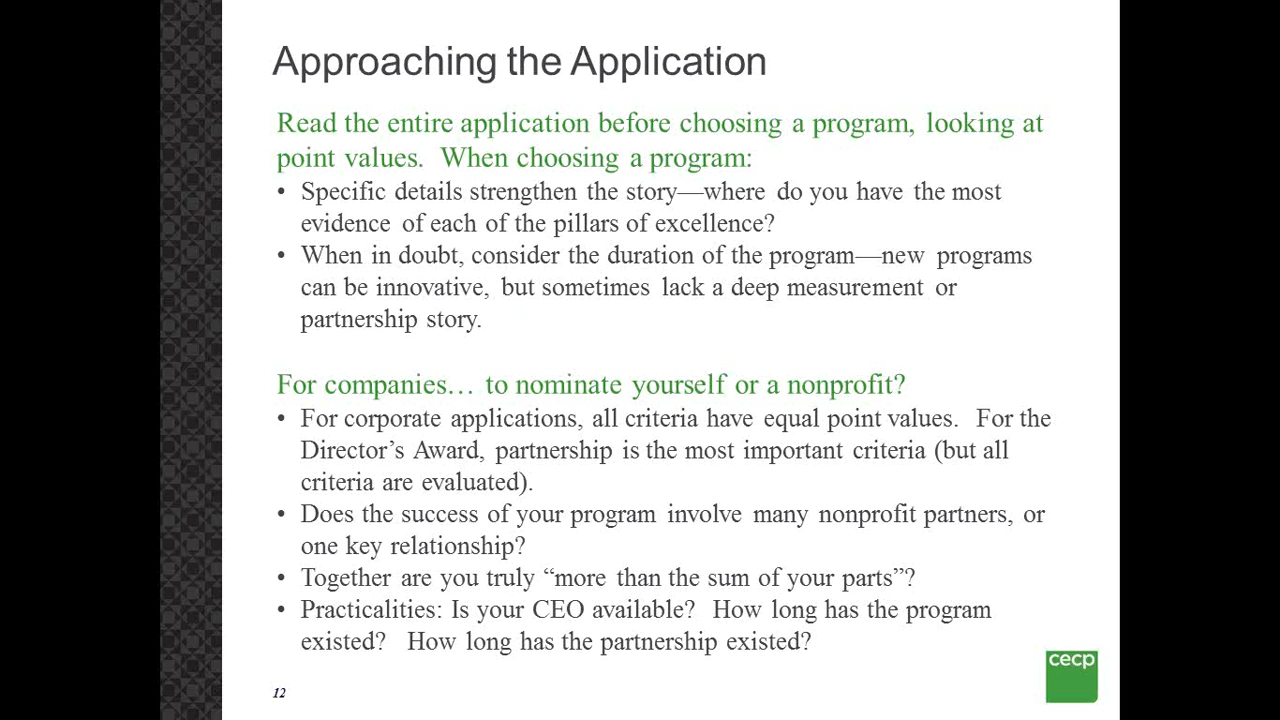 Approaching the Application
Read the entire application before choosing a program, looking at
point values.  When choosing a program:
• Specific details strengthen the story—where do you have the most
evidence of each of the pillars of excellence?
• When in doubt, consider the duration of the program—new programs
can be innovative, but sometimes lack a deep measurement or
partnership story.
For companies… to nominate yourself or a nonprofit?
• For corporate applications, all criteria have equal point values.  For the
Director’s Award, partnership is the most important criteria (but all
criteria are evaluated).
• Does the success of your program involve many nonprofit partners, or
one key relationship?
• Together are you truly “more than the sum of your parts”?
• Practicalities: Is your CEO available?  How long has the program
existed?  How long has the partnership existed?
cecp
12